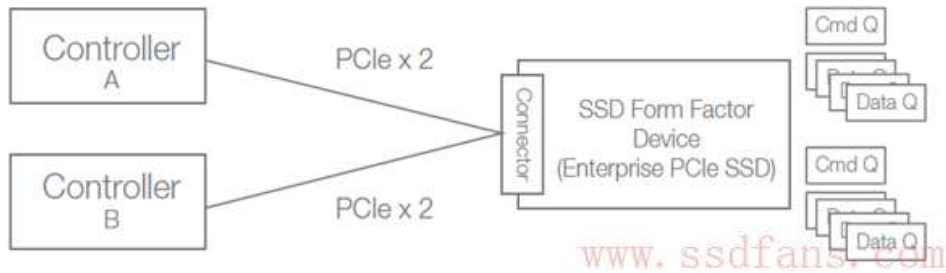 Controller
A
PCIe x 2
Controller
B
PCIe x 2
Connector
SSD Form Factor
Device
(Enterprise PCIe SSD)
Cmd Q
Data Q
Cmd Q
Data Q
www.ssdfans.com